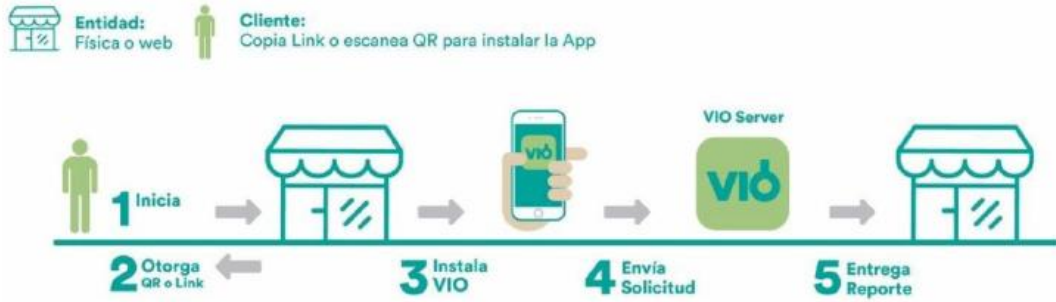 Entidad:
Física o web
Cliente:
Copia Link o escanea QR para instalar la App
VIO Server
VIO
VIO
1 Inicia
2 Otorga
QR o Link
3 Instala
VIO
4 Envía
Solicitud
5 Entrega
Reporte